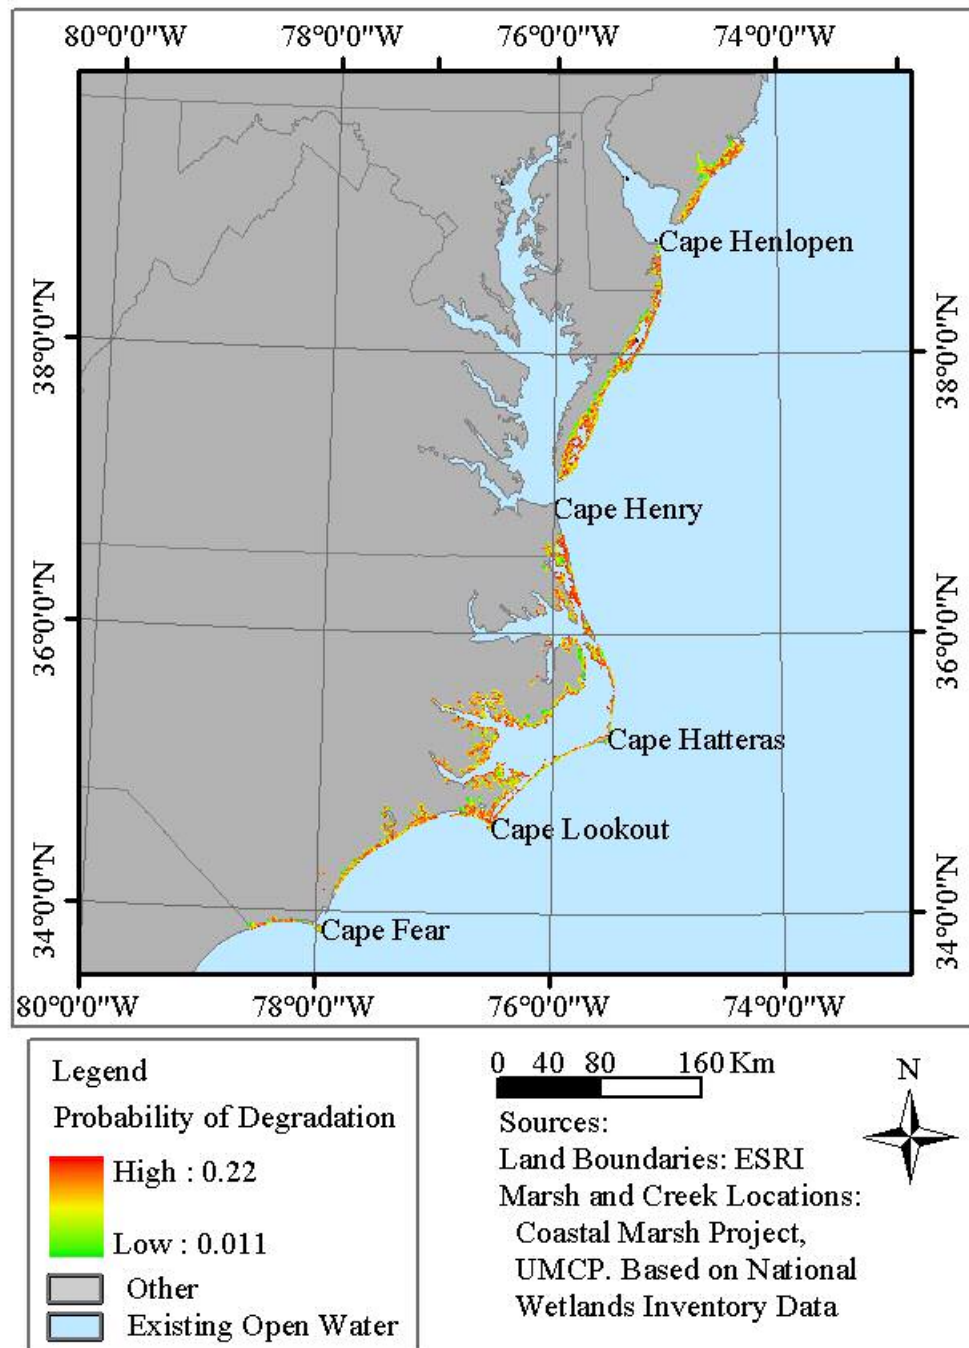 80°0'0"W 78°0'0"W 76°0'0"W 74°0'0"W
Cape Henlopen
38°0'0"N 38°0'0"N
Cape Henry
36°0'0"N 36°0'0"N
Cape Hatteras
Cape Lookout
34°0'0"N 34°0'0"N
Cape Fear
80°0'0"W 78°0'0"W 76°0'0"W 74°0'0"W
Legend
Probability of Degradation
High : 0.22
Low : 0.011
Other
Existing Open Water
0 40 80 160 Km
Sources:
Land Boundaries: ESRI
Marsh and Creek Locations:
Coastal Marsh Project,
UMCP. Based on National
Wetlands Inventory Data
N